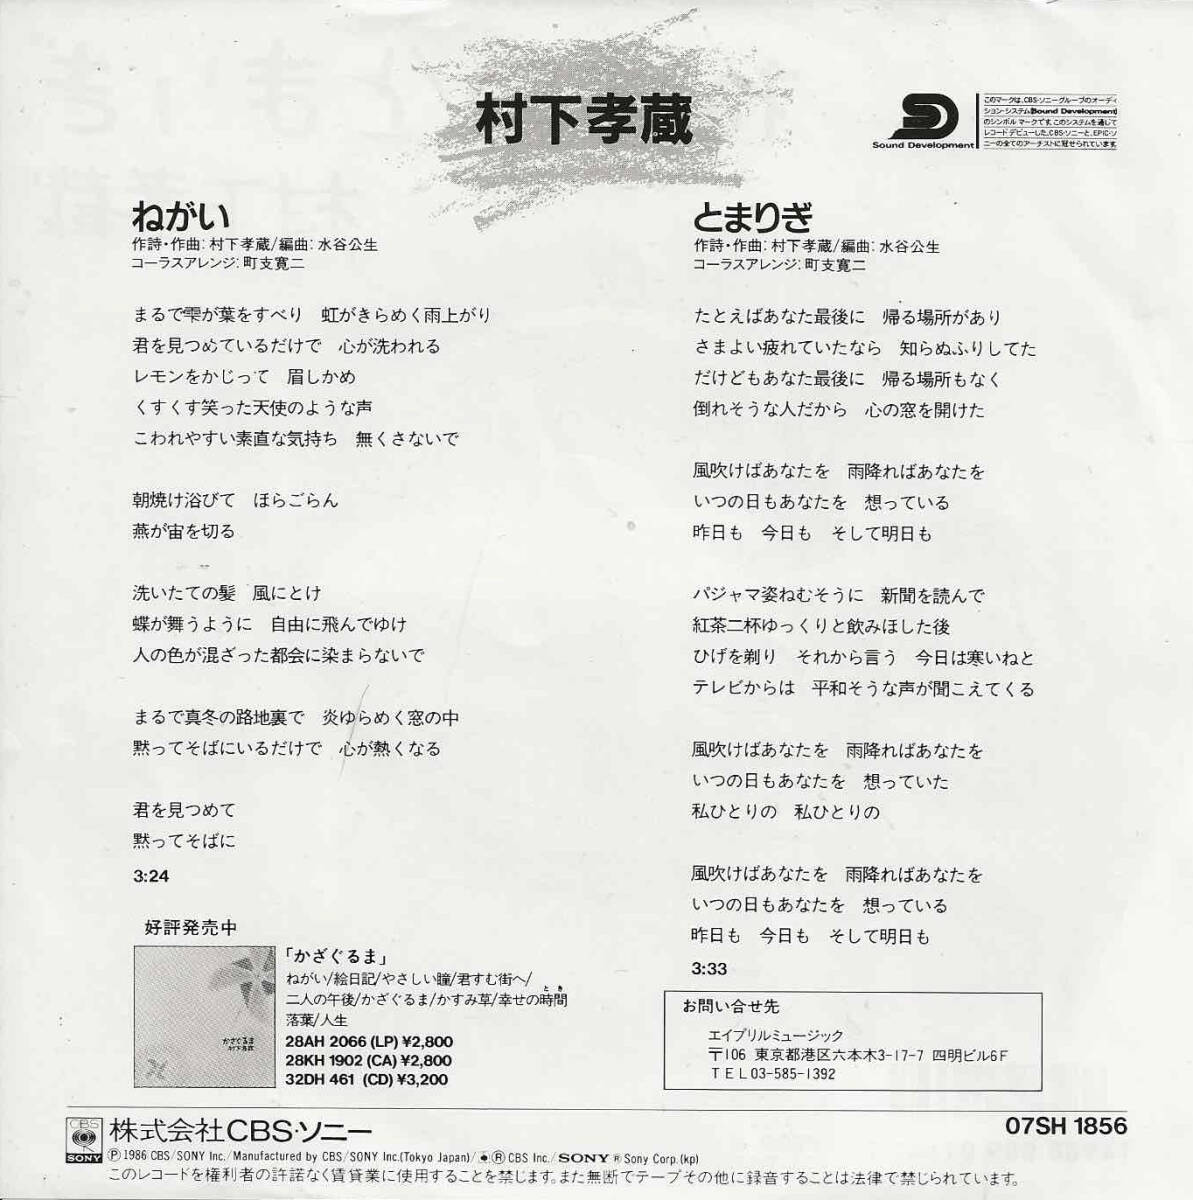 村下孝蔵
Sound Development
このマークは、CBS・ソニーグループのオーディ
ション・システム(Sound Development)
のシンボルマークです。このシステムを通じて
レコードデビューした、CBS・ソニーと、EPIC・ソ
ニーの全てのアーチストに冠せられています。
ねがい
作詩・作曲: 村下孝蔵/編曲: 水谷公生
コーラスアレンジ: 町支寛二
まるで雫が葉をすべり　虹がきらめく雨上がり
君を見つめているだけで　心が洗われる
レモンをかじって　眉しかめ
くすくす笑った天使のような声
こわれやすい素直な気持ち　無くさないで
朝焼け浴びて　ほらごらん
燕が宙を切る
洗いたての髪　風にとけ
蝶が舞うように　自由に飛んでゆけ
人の色が混ざった都会に染まらないで
まるで真冬の路地裏で　炎ゆらめく窓の中
黙ってそばにいるだけで　心が熱くなる
君を見つめて
黙ってそばに
3:24
とまりぎ
作詩・作曲: 村下孝蔵/編曲: 水谷公生
コーラスアレンジ: 町支寛二
たとえばあなた最後に　帰る場所があり
さまよい疲れていたなら　知らぬふりしてた
だけどもあなた最後に　帰る場所もなく
倒れそうな人だから　心の窓を開けた
風吹けばあなたを　雨降ればあなたを
いつの日もあなたを　想っている
昨日も　今日も　そして明日も
パジャマ姿ねむそうに　新聞を読んで
紅茶二杯ゆっくりと飲みほした後
ひげを剃り　それから言う　今日は寒いねと
テレビからは　平和そうな声が聞こえてくる
風吹けばあなたを　雨降ればあなたを
いつの日もあなたを　想っていた
私ひとりの　私ひとりの
風吹けばあなたを　雨降ればあなたを
いつの日もあなたを　想っている
昨日も　今日も　そして明日も
3:33
好評発売中
かざぐるま
村下孝蔵
「かざぐるま」
ねがい/絵日記/やさしい瞳/君すむ街へ/
二人の午後/かざぐるま/かすみ草/幸せの時間
とき
落葉/人生
28AH 2066 (LP) ¥2,800
28KH 1902 (CA) ¥2,800
32DH 461 (CD) ¥3,200
お問い合せ先
エイプリルミュージック
〒106 東京都港区六本木3-17-7 四明ビル6F
TEL03-585-1392
CBS
SONY
株式会社CBS・ソニー
07SH 1856
Ⓟ 1986 CBS/SONY Inc./Manufactured by CBS/SONY Inc.(Tokyo Japan)/ ® CBS Inc./ SONY ® Sony Corp.(kp)
このレコードを権利者の許諾なく賃貸業に使用することを禁じます。また無断でテープその他に録音することは法律で禁じられています。